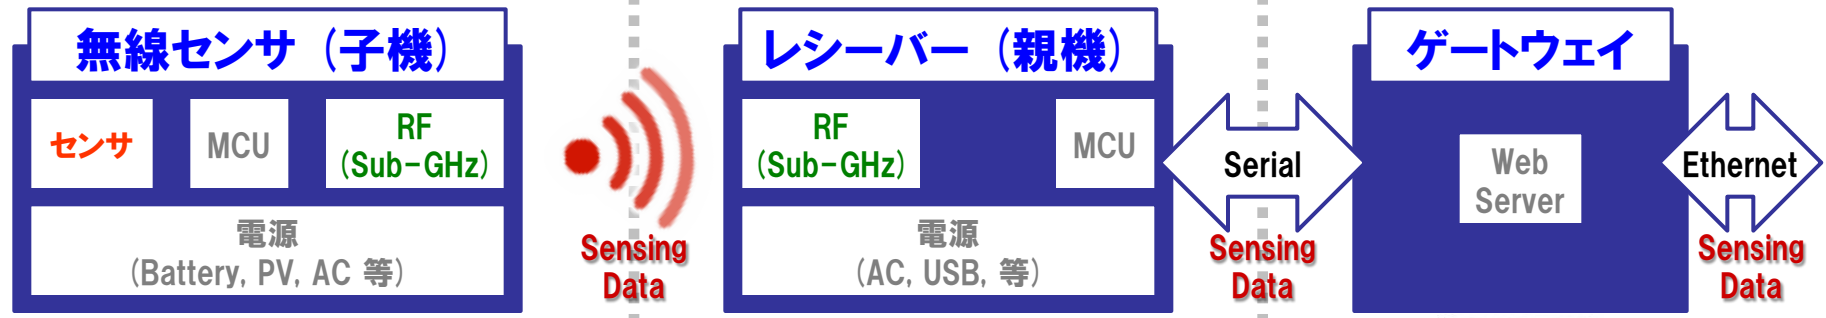 無線センサ (子機)
センサ
MCU
RF
(Sub-GHz)
電源
(Battery, PV, AC 等)
Sensing
Data
レシーバー (親機)
RF
(Sub-GHz)
MCU
電源
(AC, USB, 等)
Serial
Sensing
Data
ゲートウェイ
Web
Server
Ethernet
Sensing
Data